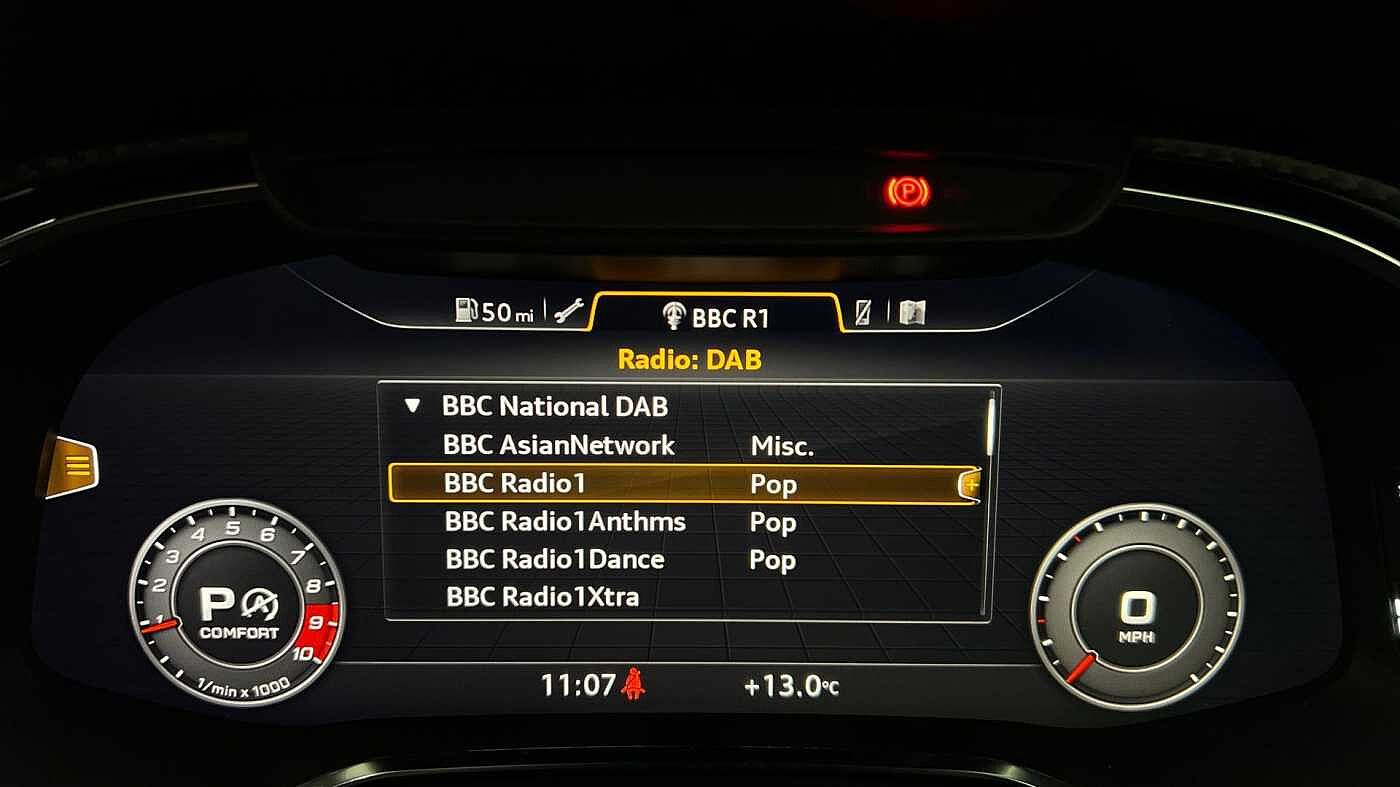 P
50 mi
BBC R1
Radio: DAB
BBC National DAB
BBC AsianNetwork Misc.
BBC Radio1 Pop
BBC Radio1Anthms Pop
BBC Radio1Dance Pop
BBC Radio1Xtra
1 2 3 4 5 6 7 8 9 10
P A
COMFORT
1/min x 1000
0
MPH
11:07
+13.0°C